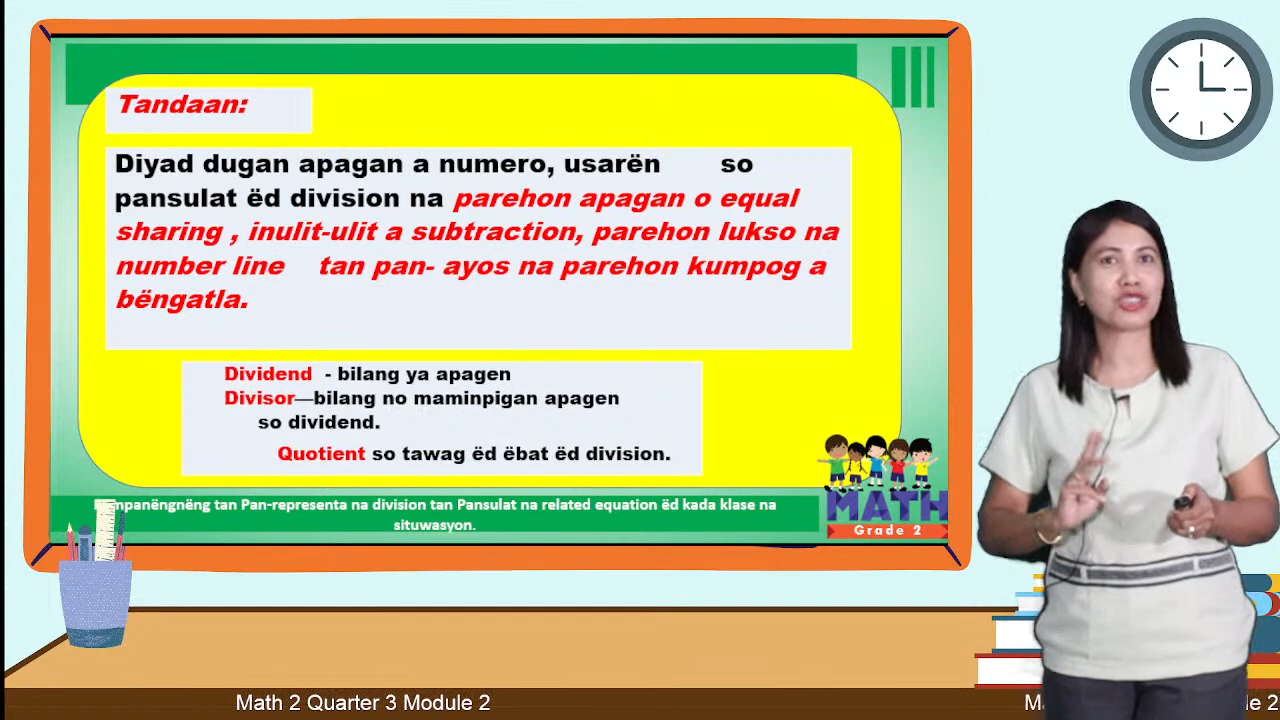 Tandaan:
Diyad dugan apagan a numero, usarën so
pansulat ëd division na parehon apagan o equal
sharing , inulit-ulit a subtraction, parehon lukso na
number line tan pan- ayos na parehon kumpog a
bëngatla.
Dividend - bilang ya apagen
Divisor—bilang no maminpigan apagen
so dividend.
Quotient so tawag ëd ëbat ëd division.
tan Pan-representa na division tan Pansulat na related equation ëd kada klase na
situwasyon.
MATH
Grade 2
Math 2 Quarter 3 Module 2